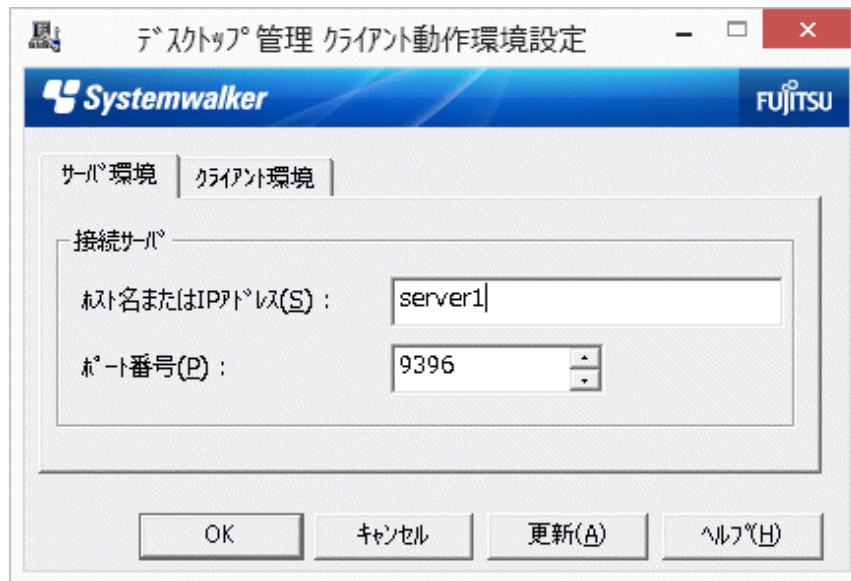 ﾃﾞｽｸﾄｯﾌﾟ管理 ｸﾗｲｱﾝﾄ動作環境設定
Systemwalker
FUJITSU
ｻｰﾊﾞ環境
ｸﾗｲｱﾝﾄ環境
接続ｻｰﾊﾞ
ﾎｽﾄ名またはIPｱﾄﾞﾚｽ(S) :
server1
ﾎﾟｰﾄ番号(P) :
9396
OK
ｷｬﾝｾﾙ
更新(A)
ﾍﾙﾌﾟ(H)